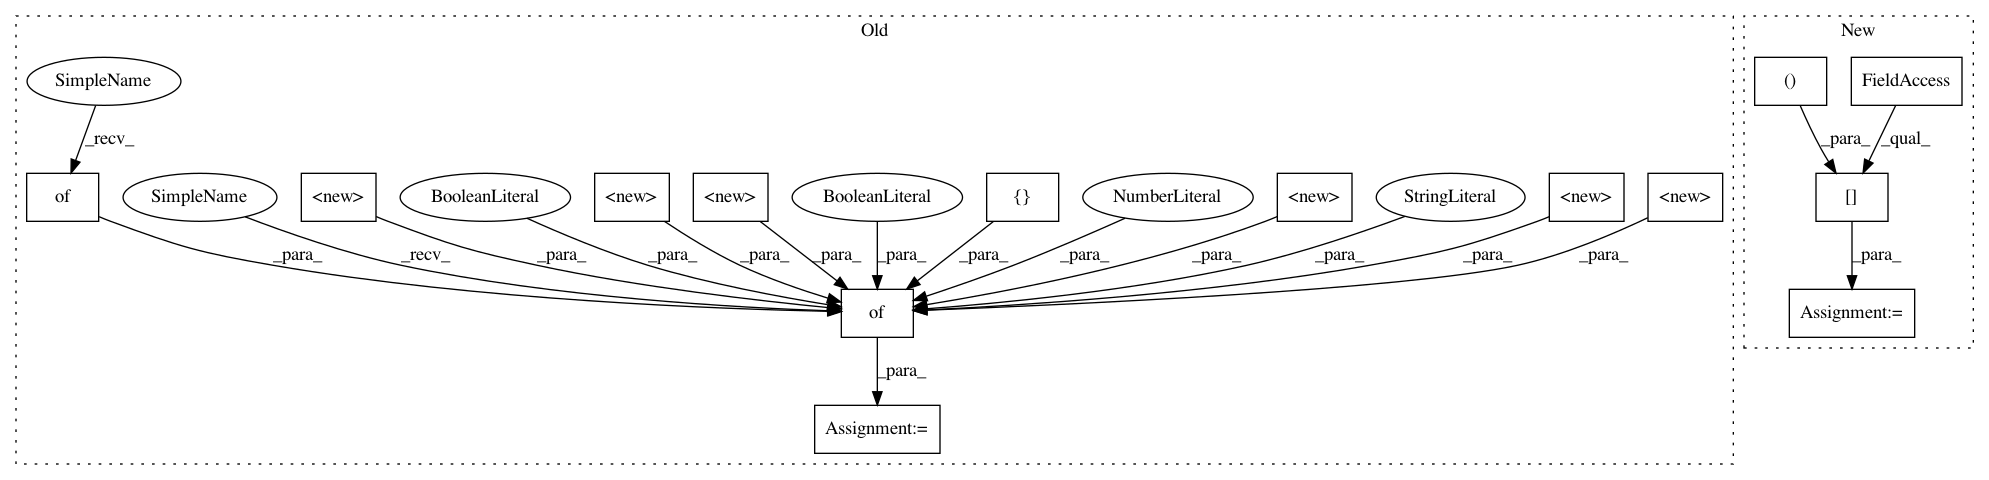 Old
New
SimpleName
()
FieldAccess
_recv_
_para_
_qual_
of
SimpleName
<new>
BooleanLiteral
<new>
<new>
BooleanLiteral
{}
NumberLiteral
<new>
StringLiteral
<new>
<new>
[]
_para_
_recv_
_para_
_para_
_para_
_para_
_para_
_para_
_para_
_para_
_para_
_para_
_para_
_para_
of
Assignment:=
_para_
Assignment:=